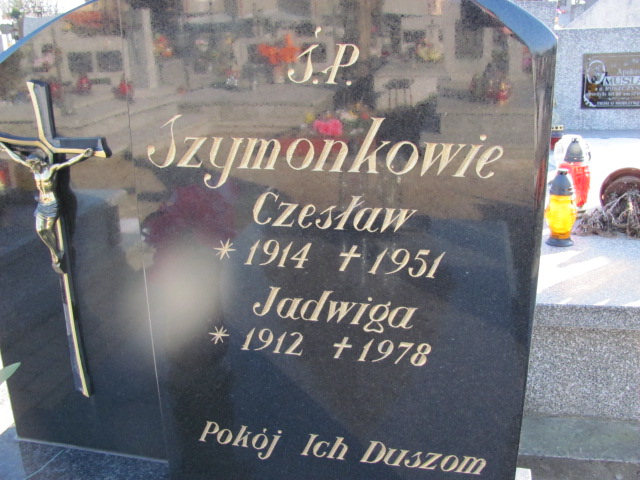 Ś.P.
Szymonkowie
Czesław
* 1914 + 1951
Jadwiga
* 1912 + 1978
Pokój Ich Duszom